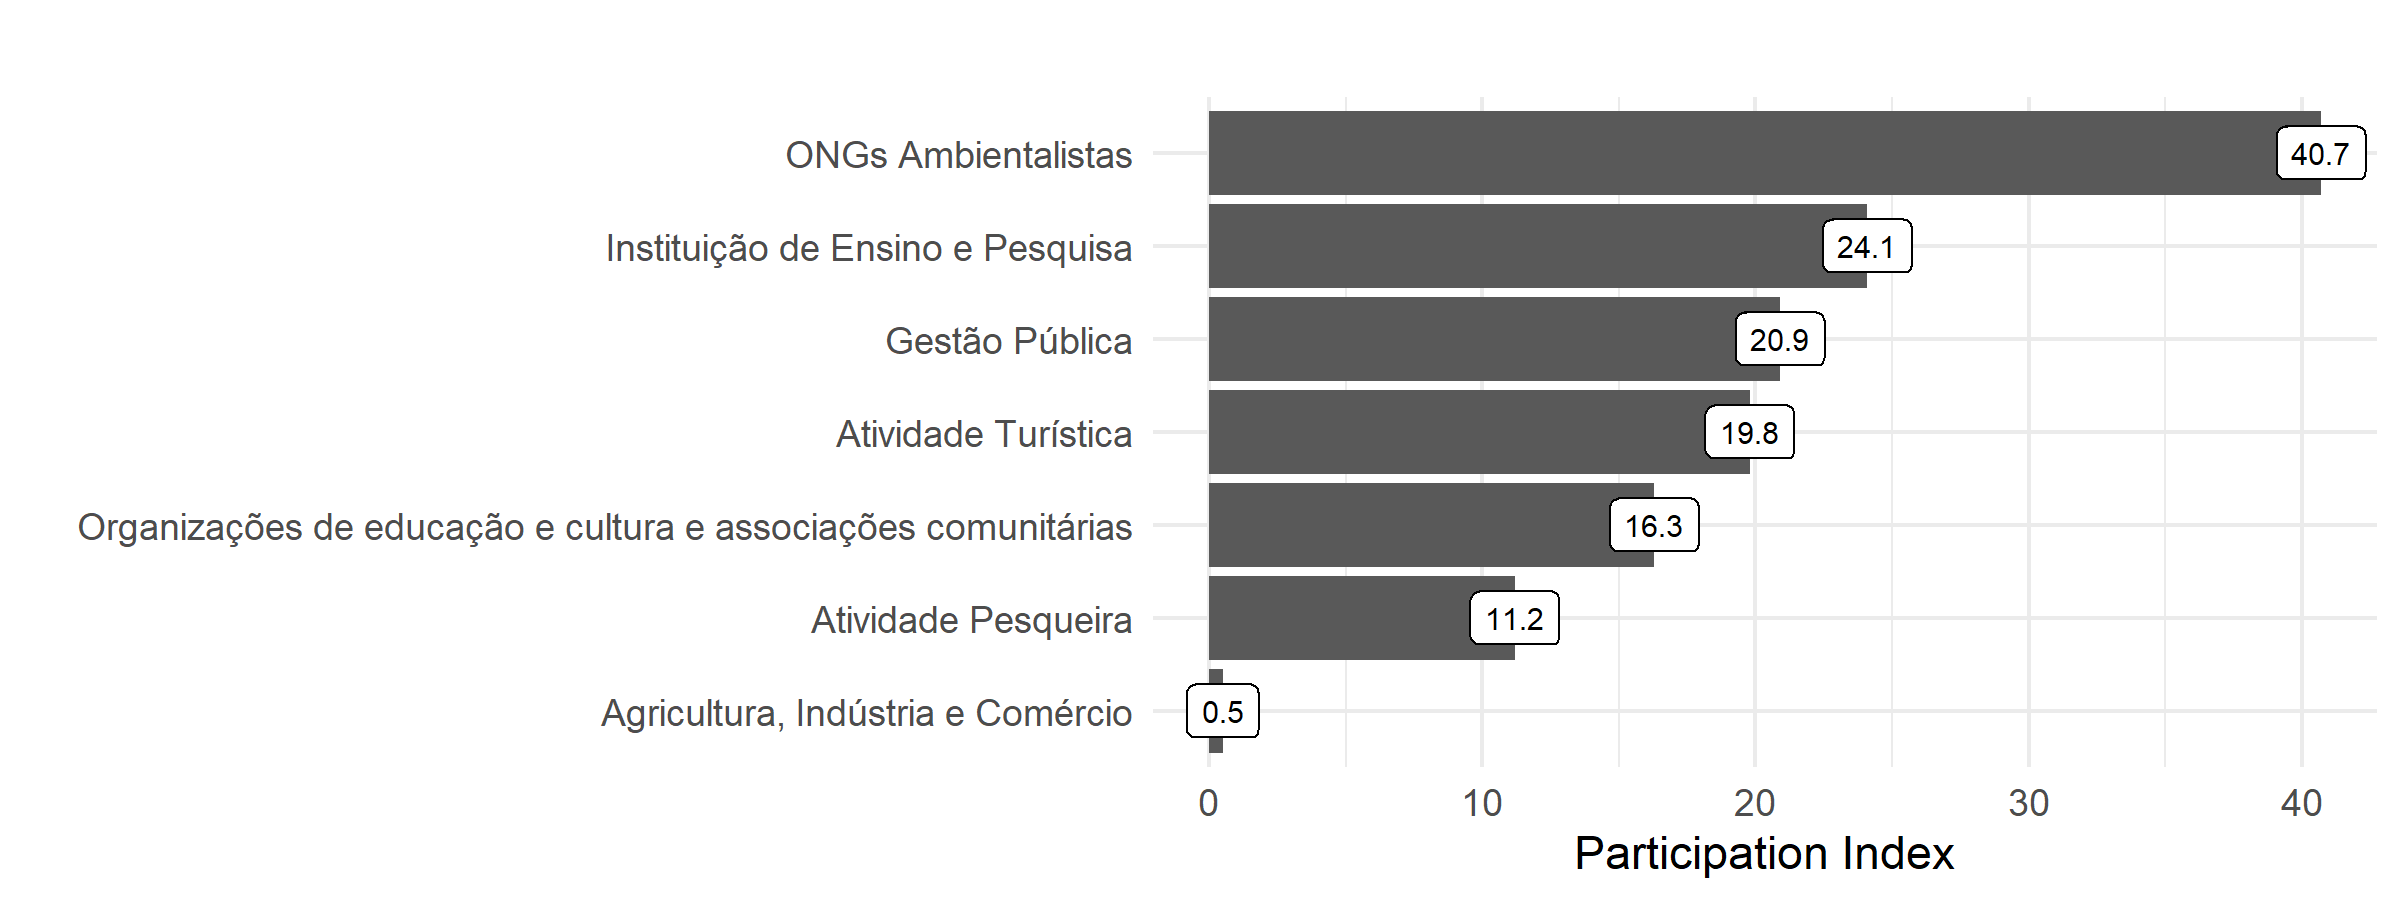 ONGs Ambientalistas 40.7
Instituição de Ensino e Pesquisa 24.1
Gestão Pública 20.9
Atividade Turística 19.8
Organizações de educação e cultura e associações comunitárias 16.3
Atividade Pesqueira 11.2
Agricultura, Indústria e Comércio 0.5
0 10 20 30 40
Participation Index